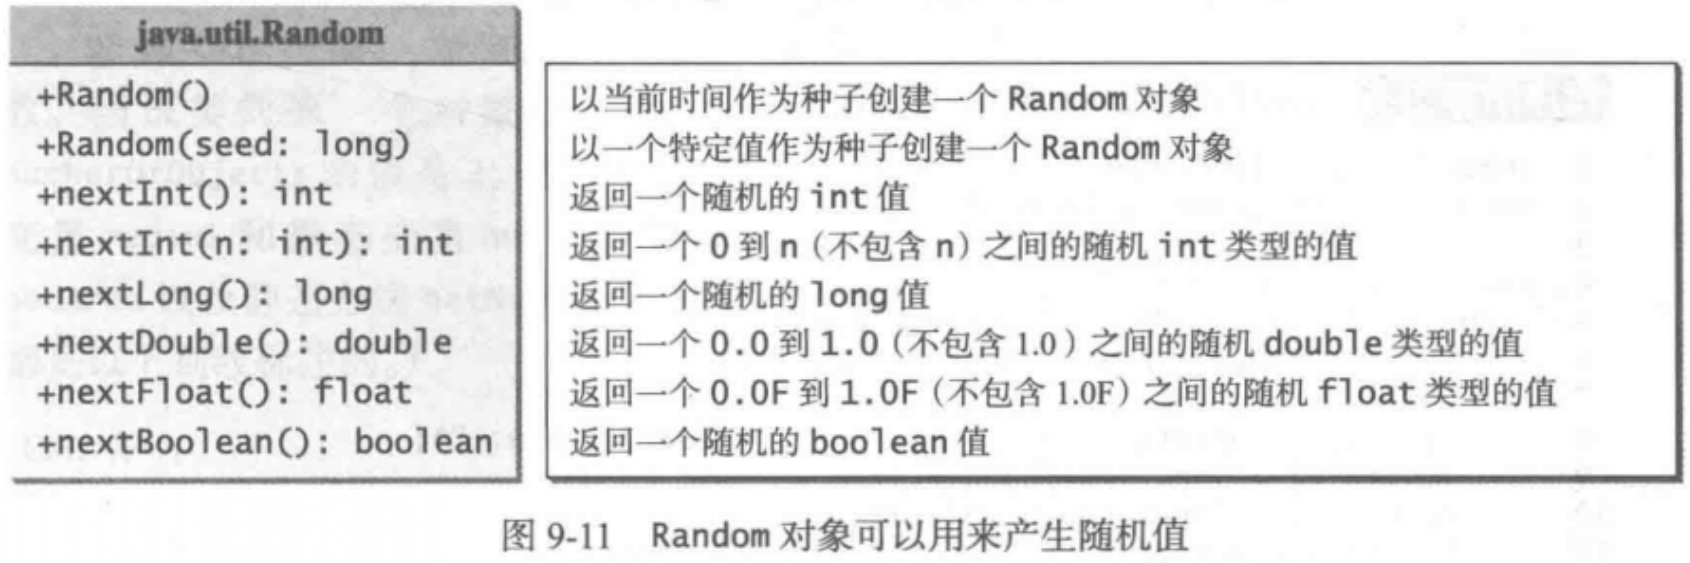 java.util.Random
+Random()
+Random(seed: long)
+nextInt(): int
+nextInt(n: int): int
+nextLong(): long
+nextDouble(): double
+nextFloat(): float
+nextBoolean(): boolean
以当前时间作为种子创建一个 Random 对象
以一个特定值作为种子创建一个 Random 对象
返回一个随机的 int 值
返回一个 0 到 n（不包含 n）之间的随机 int 类型的值
返回一个随机的 long 值
返回一个 0.0 到 1.0（不包含 1.0）之间的随机 double 类型的值
返回一个 0.0F 到 1.0F（不包含 1.0F）之间的随机 float 类型的值
返回一个随机的 boolean 值
图 9-11 Random 对象可以用来产生随机值